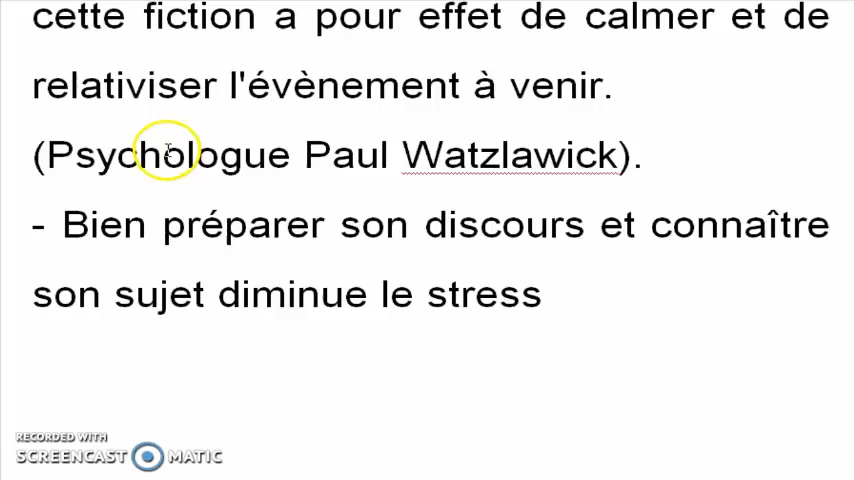 cette fiction a pour effet de calmer et de
relativiser l'évènement à venir.
(Psychologue Paul Watzlawick).
- Bien préparer son discours et connaître
son sujet diminue le stress
RECORDED WITH
SCREENCAST MATIC